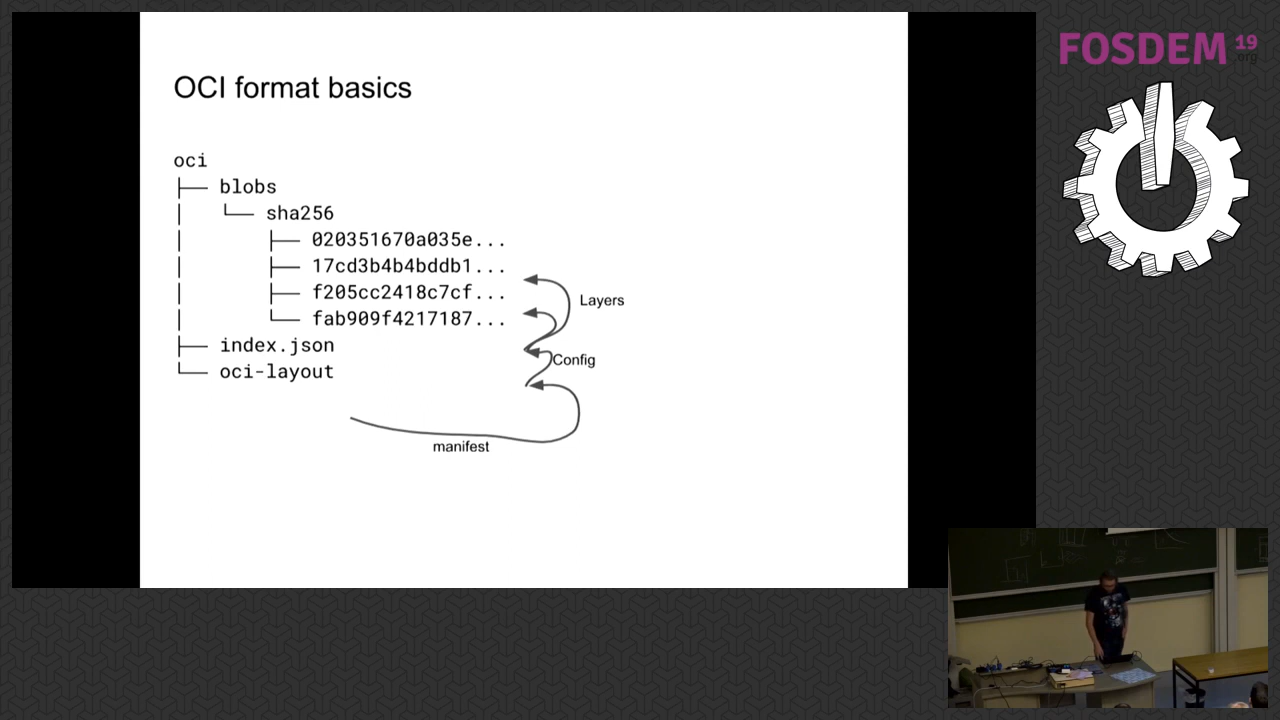 FOSDEM 19
.org
OCI format basics
oci
├── blobs
│   └── sha256
│       ├── 020351670a035e...
│       ├── 17cd3b4b4bddb1...
│       ├── f205cc2418c7cf...
│       └── fab909f4217187...
├── index.json
└── oci-layout
Layers
Config
manifest